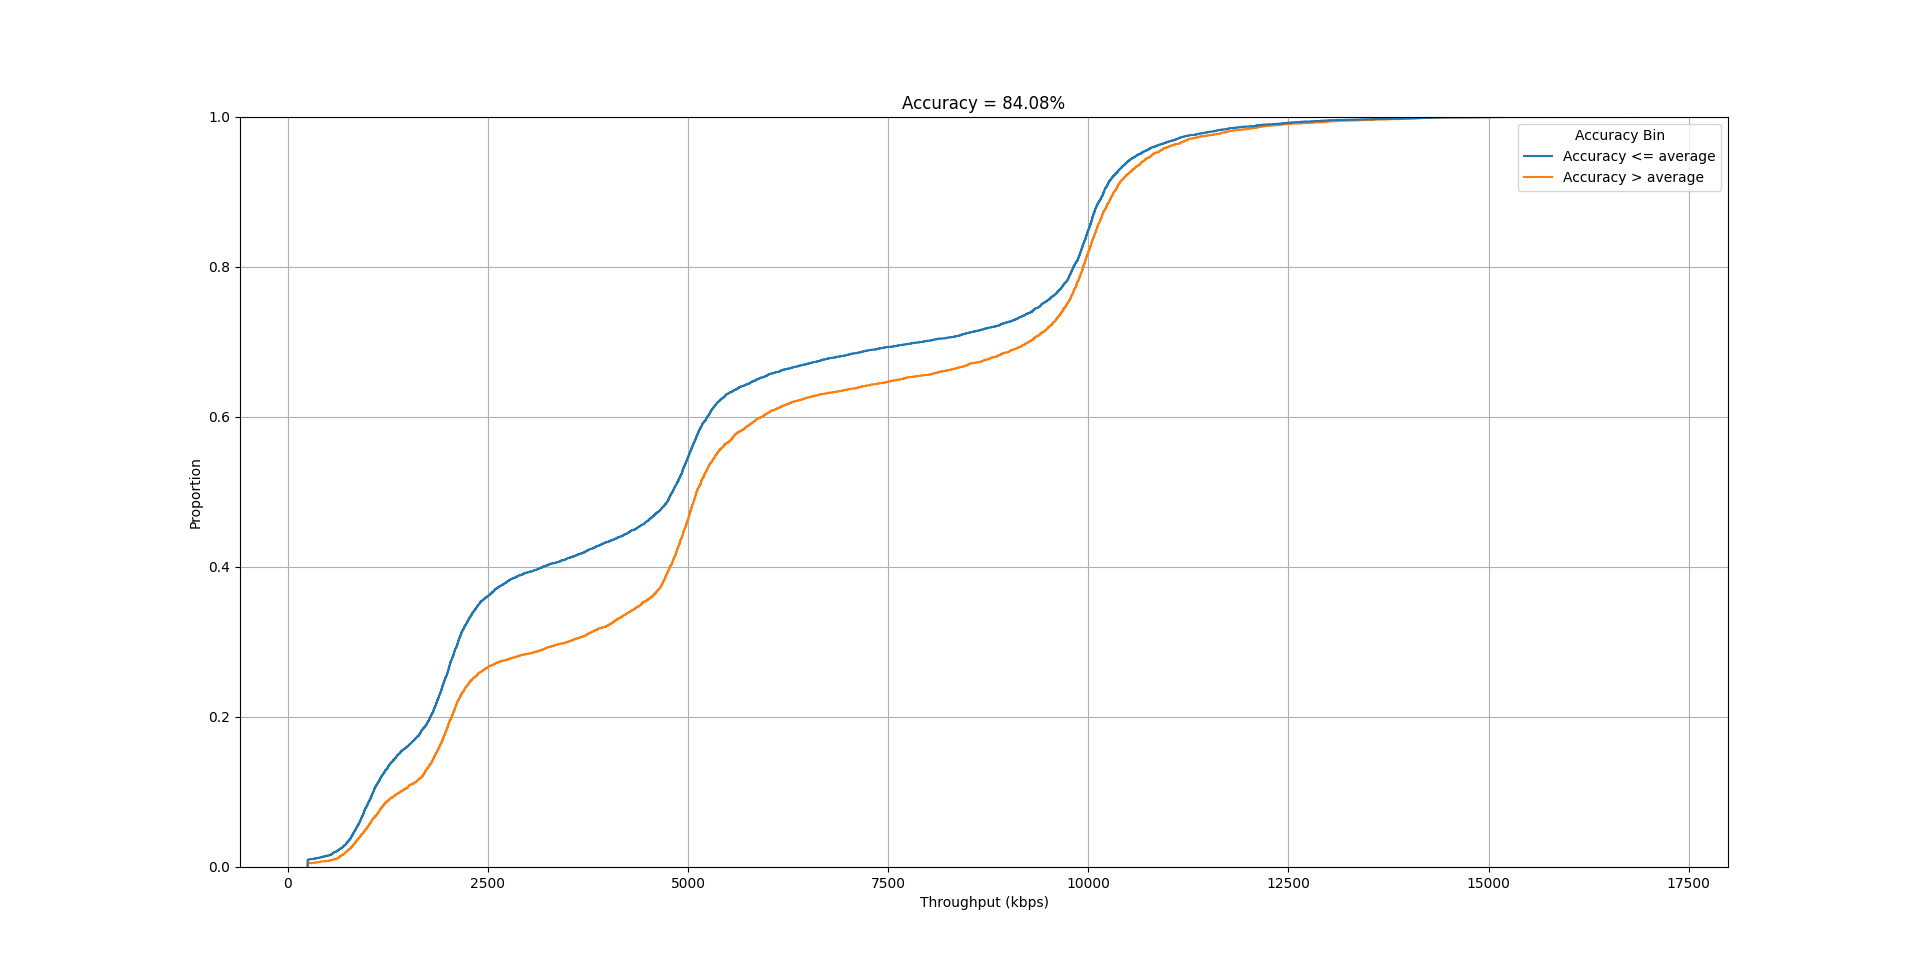 Accuracy = 84.08%
1.0
0.8
0.6
0.4
0.2
0.0
Proportion
Accuracy Bin
Accuracy <= average
Accuracy > average
0 2500 5000 7500 10000 12500 15000 17500
Throughput (kbps)